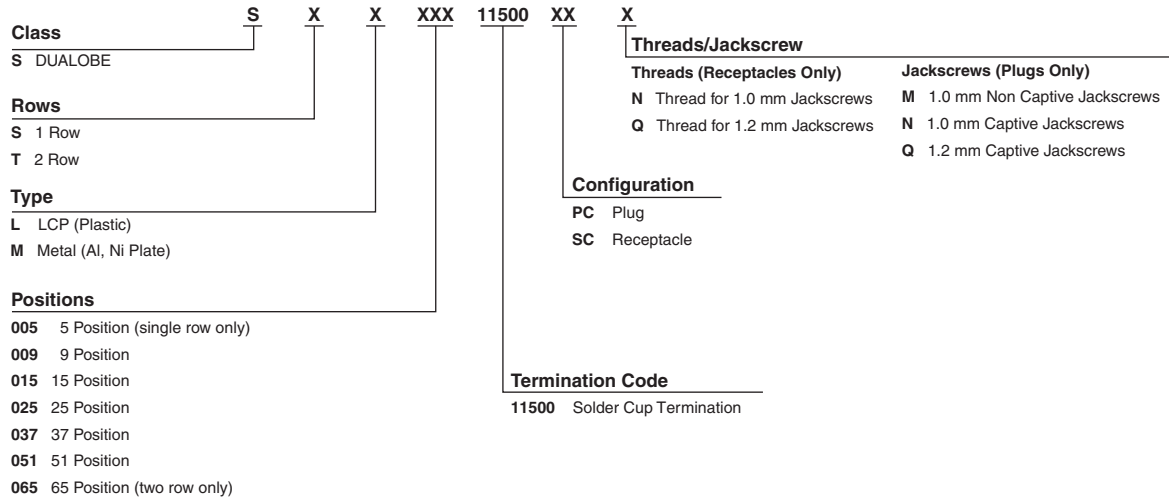 S X X XXX 11500 XX X
Class
S DUALOBE
Rows
S 1 Row
T 2 Row
Type
L LCP (Plastic)
M Metal (Al, Ni Plate)
Positions
005 5 Position (single row only)
009 9 Position
015 15 Position
025 25 Position
037 37 Position
051 51 Position
065 65 Position (two row only)
Termination Code
11500 Solder Cup Termination
Configuration
PC Plug
SC Receptacle
Threads/Jackscrew
Threads (Receptacles Only)
N Thread for 1.0 mm Jackscrews
Q Thread for 1.2 mm Jackscrews
Jackscrews (Plugs Only)
M 1.0 mm Non Captive Jackscrews
N 1.0 mm Captive Jackscrews
Q 1.2 mm Captive Jackscrews